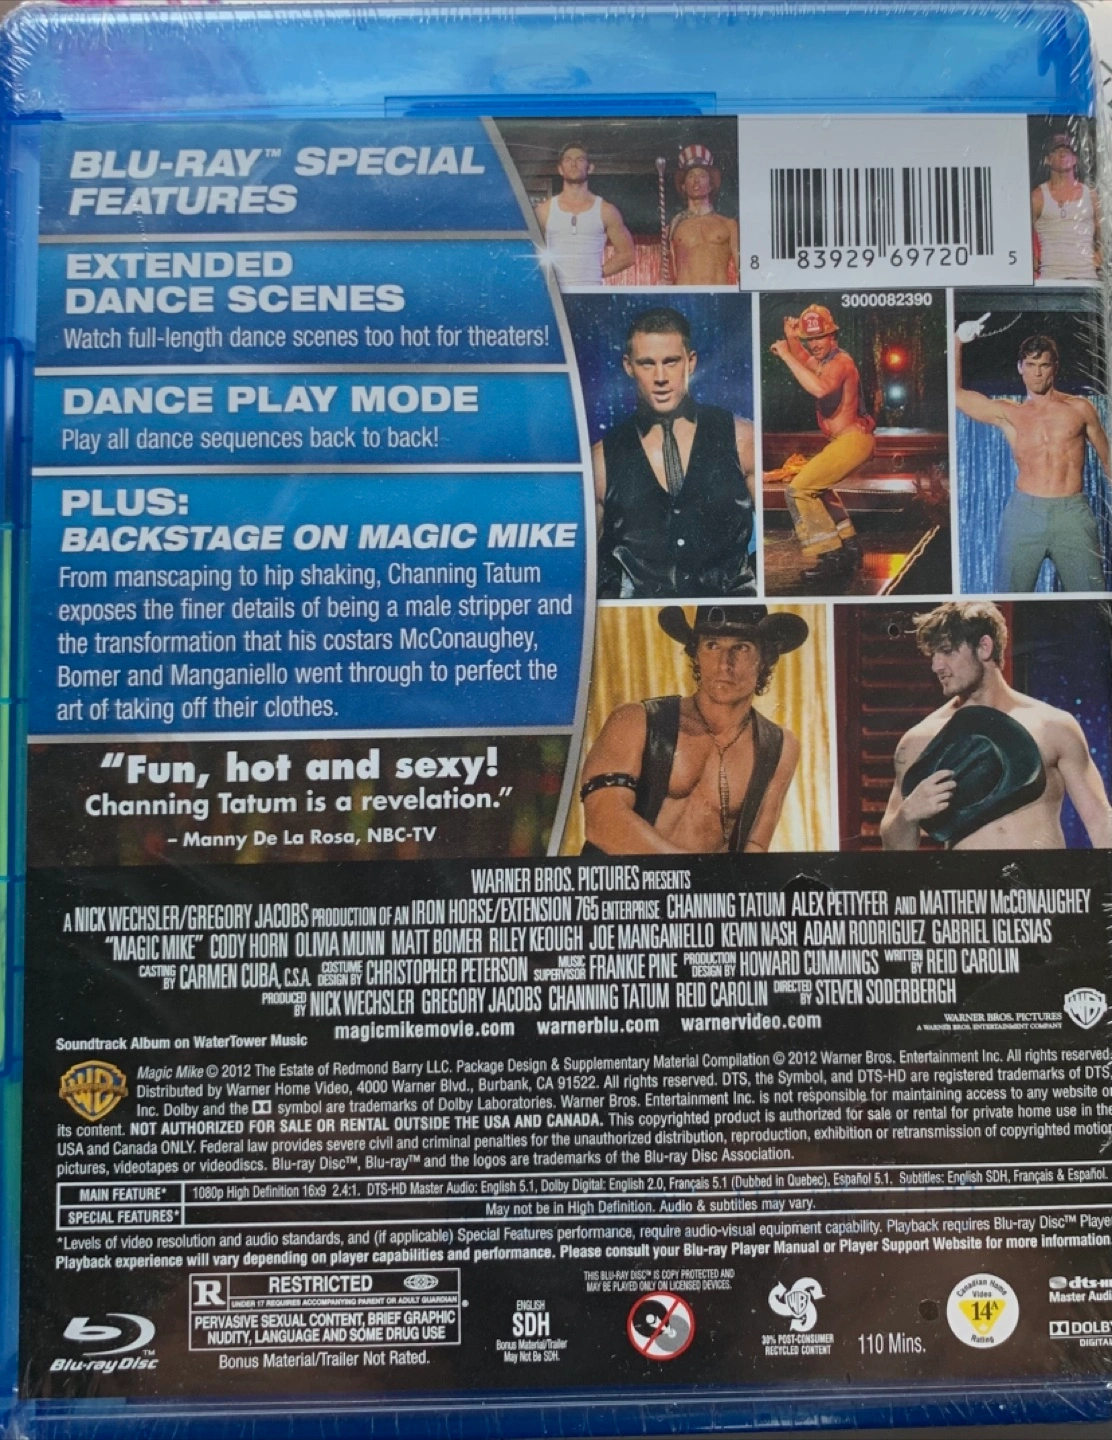 BLU-RAY™ SPECIAL
FEATURES
EXTENDED
DANCE SCENES
Watch full-length dance scenes too hot for theaters!
DANCE PLAY MODE
Play all dance sequences back to back!
PLUS:
BACKSTAGE ON MAGIC MIKE
From manscaping to hip shaking, Channing Tatum
exposes the finer details of being a male stripper and
the transformation that his costars McConaughey,
Bomer and Manganiello went through to perfect the
art of taking off their clothes.
"Fun, hot and sexy!
Channing Tatum is a revelation."
– Manny De La Rosa, NBC-TV
8 83929 69720 5
3000082390
WARNER BROS. PICTURES PRESENTS
A NICK WECHSLER/GREGORY JACOBS PRODUCTION OF AN IRON HORSE/EXTENSION 765 ENTERPRISE CHANNING TATUM ALEX PETTYFER AND MATTHEW McCONAUGHEY
"MAGIC MIKE" CODY HORN OLIVIA MUNN MATT BOMER RILEY KEOUGH JOE MANGANIELLO KEVIN NASH ADAM RODRIGUEZ GABRIEL IGLESIAS
CASTING BY CARMEN CUBA, C.S.A. COSTUME DESIGN BY CHRISTOPHER PETERSON MUSIC SUPERVISOR FRANKIE PINE PRODUCTION DESIGN BY HOWARD CUMMINGS WRITTEN BY REID CAROLIN
PRODUCED BY NICK WECHSLER GREGORY JACOBS CHANNING TATUM REID CAROLIN DIRECTED BY STEVEN SODERBERGH
magicmikemovie.com warnerblu.com warnervideo.com
WARNER BROS. PICTURES
A WARNER BROS. ENTERTAINMENT COMPANY
Soundtrack Album on WaterTower Music
Magic Mike © 2012 The Estate of Redmond Barry LLC. Package Design & Supplementary Material Compilation © 2012 Warner Bros. Entertainment Inc. All rights reserved.
Distributed by Warner Home Video, 4000 Warner Blvd., Burbank, CA 91522. All rights reserved. DTS, the Symbol, and DTS-HD are registered trademarks of DTS,
Inc. Dolby and the symbol are trademarks of Dolby Laboratories. Warner Bros. Entertainment Inc. is not responsible for maintaining access to any website or
its content. NOT AUTHORIZED FOR SALE OR RENTAL OUTSIDE THE USA AND CANADA. This copyrighted product is authorized for sale or rental for private home use in the
USA and Canada ONLY. Federal law provides severe civil and criminal penalties for the unauthorized distribution, reproduction, exhibition or retransmission of copyrighted motion
pictures, videotapes or videodiscs. Blu-ray Disc™, Blu-ray™ and the logos are trademarks of the Blu-ray Disc Association.
MAIN FEATURE* 1080p High Definition 16x9 2.4:1. DTS-HD Master Audio: English 5.1, Dolby Digital: English 2.0, Français 5.1 (Dubbed in Quebec), Español 5.1. Subtitles: English SDH, Français & Español.
SPECIAL FEATURES* May not be in High Definition. Audio & subtitles may vary.
*Levels of video resolution and audio standards, and (if applicable) Special Features performance, require audio-visual equipment capability. Playback requires Blu-ray Disc™ Player.
Playback experience will vary depending on player capabilities and performance. Please consult your Blu-ray Player Manual or Player Support Website for more information.
Blu-ray Disc™
R RESTRICTED
UNDER 17 REQUIRES ACCOMPANYING PARENT OR ADULT GUARDIAN
PERVASIVE SEXUAL CONTENT, BRIEF GRAPHIC
NUDITY, LANGUAGE AND SOME DRUG USE
Bonus Material/Trailer Not Rated.
ENGLISH
SDH
Bonus Material/Trailer
May Not Be SDH.
THIS BLU-RAY DISC™ IS COPY PROTECTED AND
MAY BE PLAYED ONLY ON LICENSED DEVICES.
30% POST-CONSUMER
RECYCLED CONTENT
110 Mins.
Canadian Home
Video
14A
Rating
dts-HD
Master Audio
DOLBY
DIGITAL